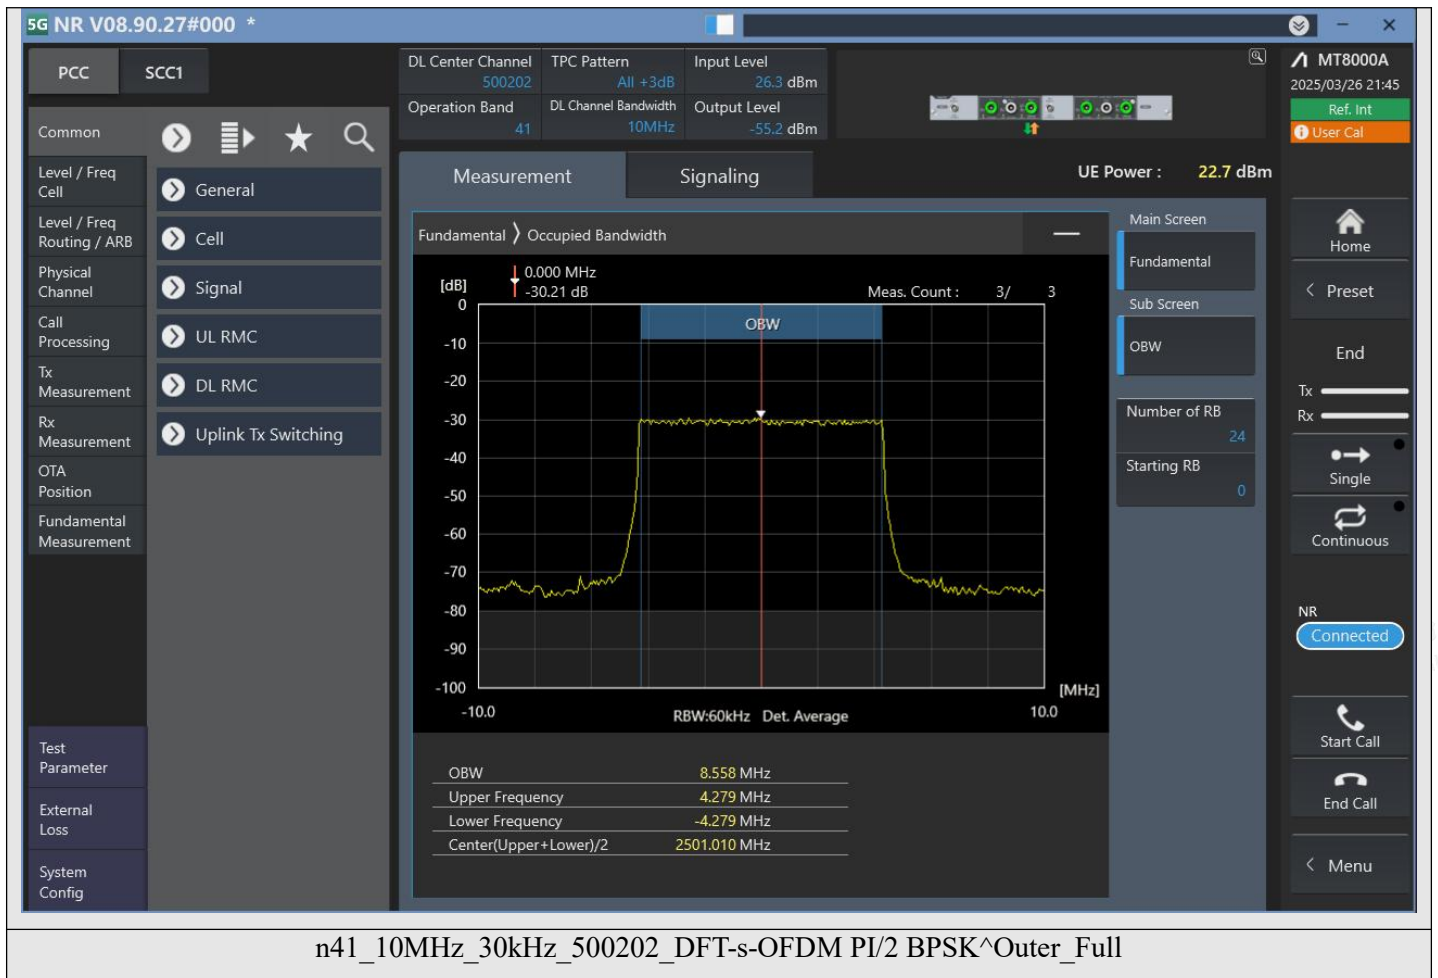 5G NR V08.90.27#000 *
PCC
SCC1
DL Center Channel
500202
TPC Pattern
All +3dB
Input Level
26.3 dBm
Operation Band
41
DL Channel Bandwidth
10MHz
Output Level
-55.2 dBm
MT8000A
2025/03/26 21:45
Ref. Int
User Cal
Common
Level / Freq
Cell
Level / Freq
Routing / ARB
Physical
Channel
Call
Processing
Tx
Measurement
Rx
Measurement
OTA
Position
Fundamental
Measurement
Test
Parameter
External
Loss
System
Config
General
Cell
Signal
UL RMC
DL RMC
Uplink Tx Switching
Measurement
Signaling
UE Power : 22.7 dBm
Fundamental 〉 Occupied Bandwidth
0.000 MHz
-30.21 dB
[dB]
Meas. Count : 3/ 3
OBW
0
-10
-20
-30
-40
-50
-60
-70
-80
-90
-100
[MHz]
-10.0
RBW:60kHz Det. Average
10.0
OBW 8.558 MHz
Upper Frequency 4.279 MHz
Lower Frequency -4.279 MHz
Center(Upper+Lower)/2 2501.010 MHz
Main Screen
Fundamental
Sub Screen
OBW
Number of RB
24
Starting RB
0
Home
< Preset
End
Tx
Rx
Single
Continuous
NR
Connected
Start Call
End Call
< Menu
n41_10MHz_30kHz_500202_DFT-s-OFDM PI/2 BPSK^Outer_Full